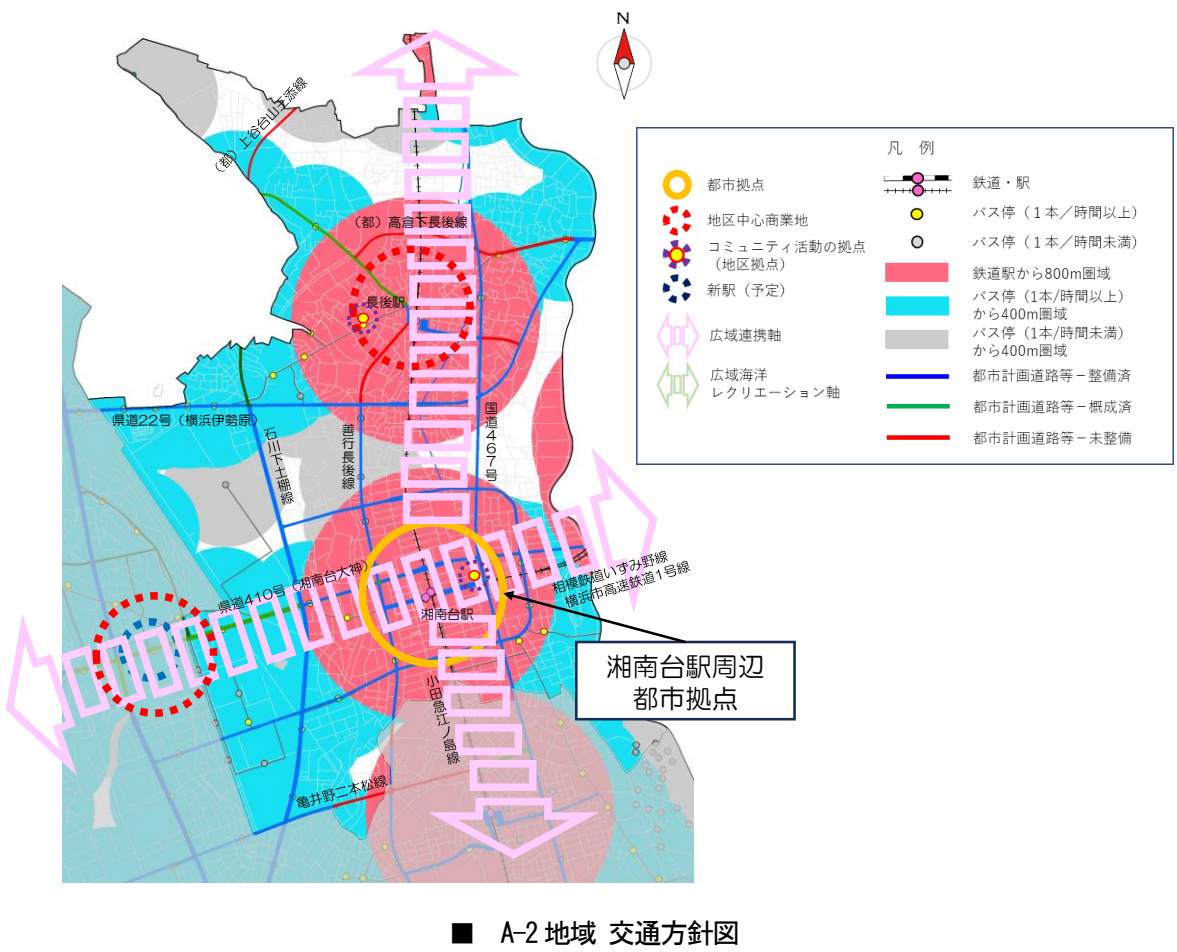 N
凡 例
都市拠点
地区中心商業地
コミュニティ活動の拠点
（地区拠点）
新駅（予定）
広域連携軸
広域海洋
レクリエーション軸
鉄道・駅
バス停（１本／時間以上）
バス停（１本／時間未満）
鉄道駅から800m圏域
バス停（1本/時間以上）
から400m圏域
バス停（1本/時間未満）
から400m圏域
都市計画道路等－整備済
都市計画道路等－概成済
都市計画道路等－未整備
（都）上谷台山王添線
（都）高倉下長後線
長後駅
県道22号（横浜伊勢原）
石川下土棚線
善行長後線
国道４６７号
県道４１０号（湘南台大神）
相模鉄道いずみ野線
横浜市高速鉄道１号線
湘南台駅
湘南台駅周辺
都市拠点
小田急江ノ島線
亀井野二本松線
■ A-2地域 交通方針図